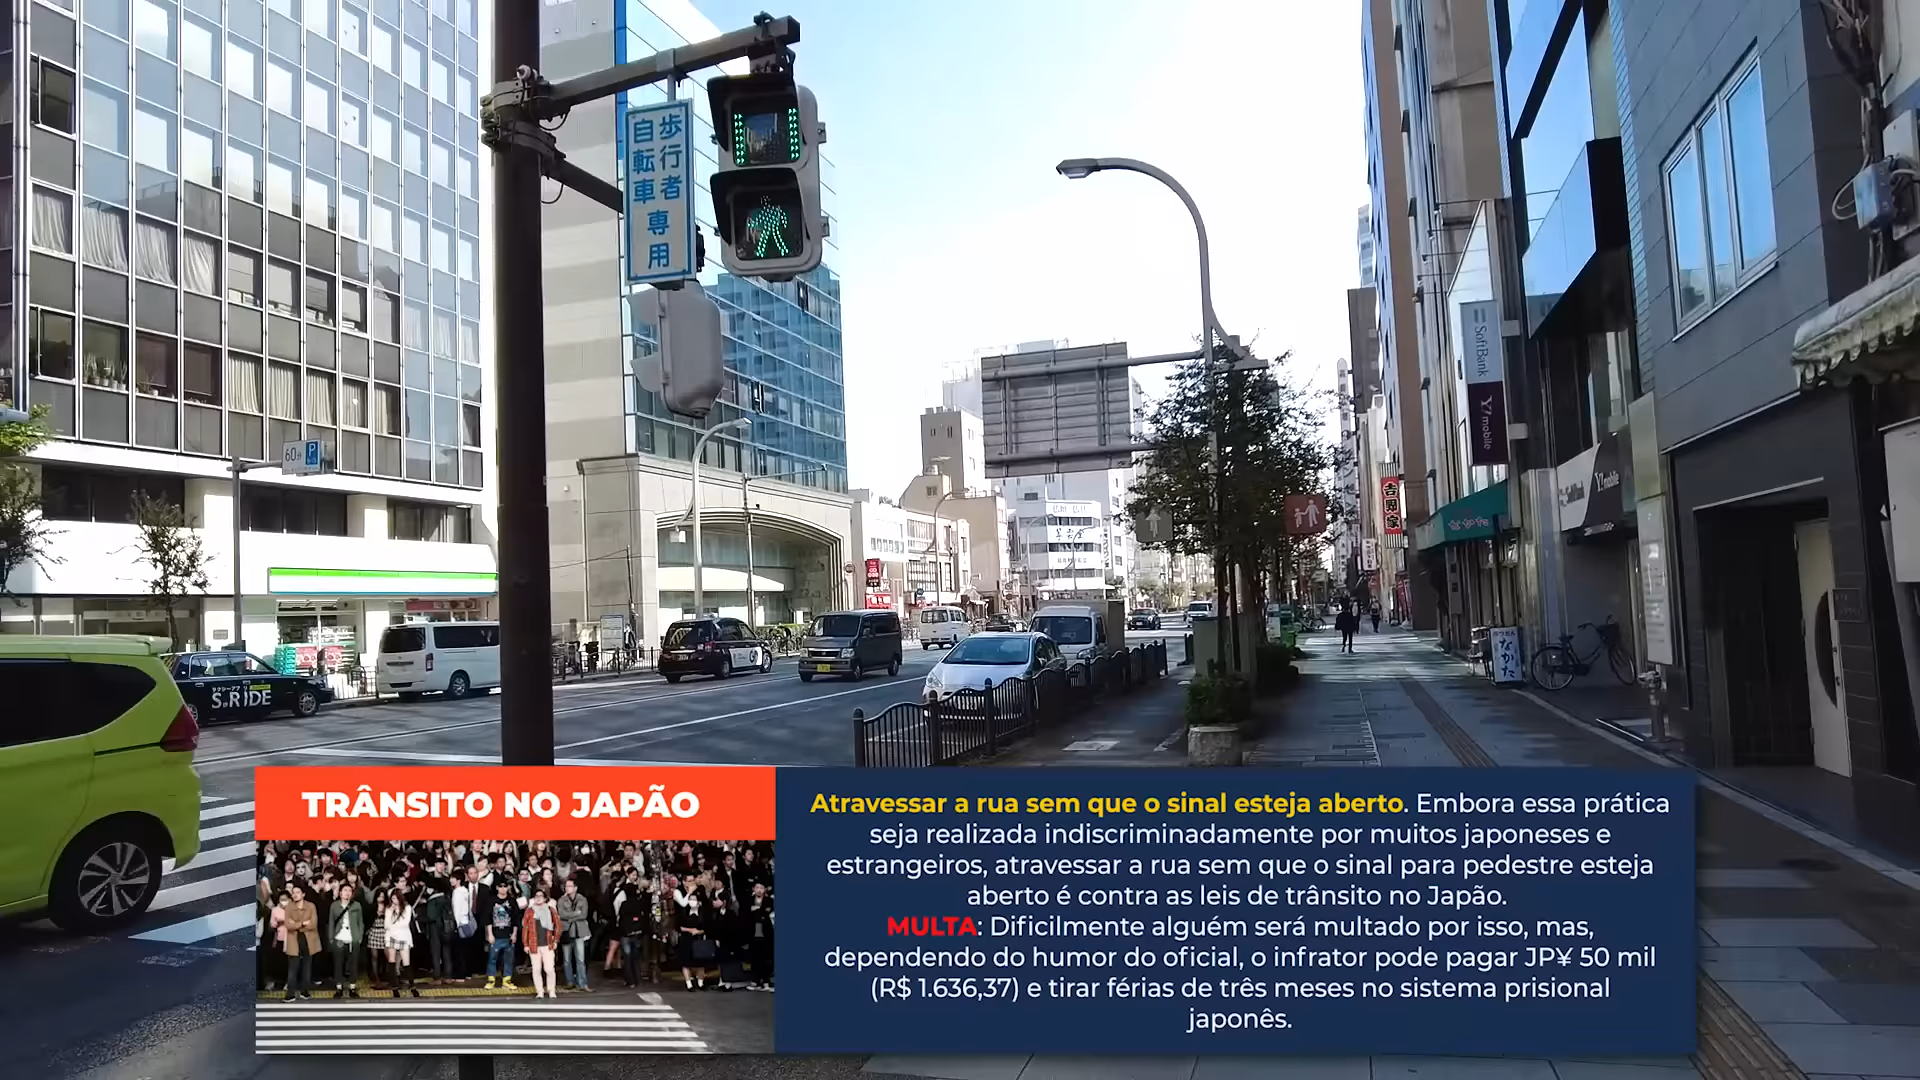 歩行者
自転車
専用
60分
P
SoftBank
Y!mobile
Y!mobile
吉野家
なかた
S.RIDE
TRÂNSITO NO JAPÃO
Atravessar a rua sem que o sinal esteja aberto. Embora essa prática
seja realizada indiscriminadamente por muitos japoneses e
estrangeiros, atravessar a rua sem que o sinal para pedestre esteja
aberto é contra as leis de trânsito no Japão.
MULTA: Dificilmente alguém será multado por isso, mas,
dependendo do humor do oficial, o infrator pode pagar JP¥ 50 mil
(R$ 1.636,37) e tirar férias de três meses no sistema prisional
japonês.